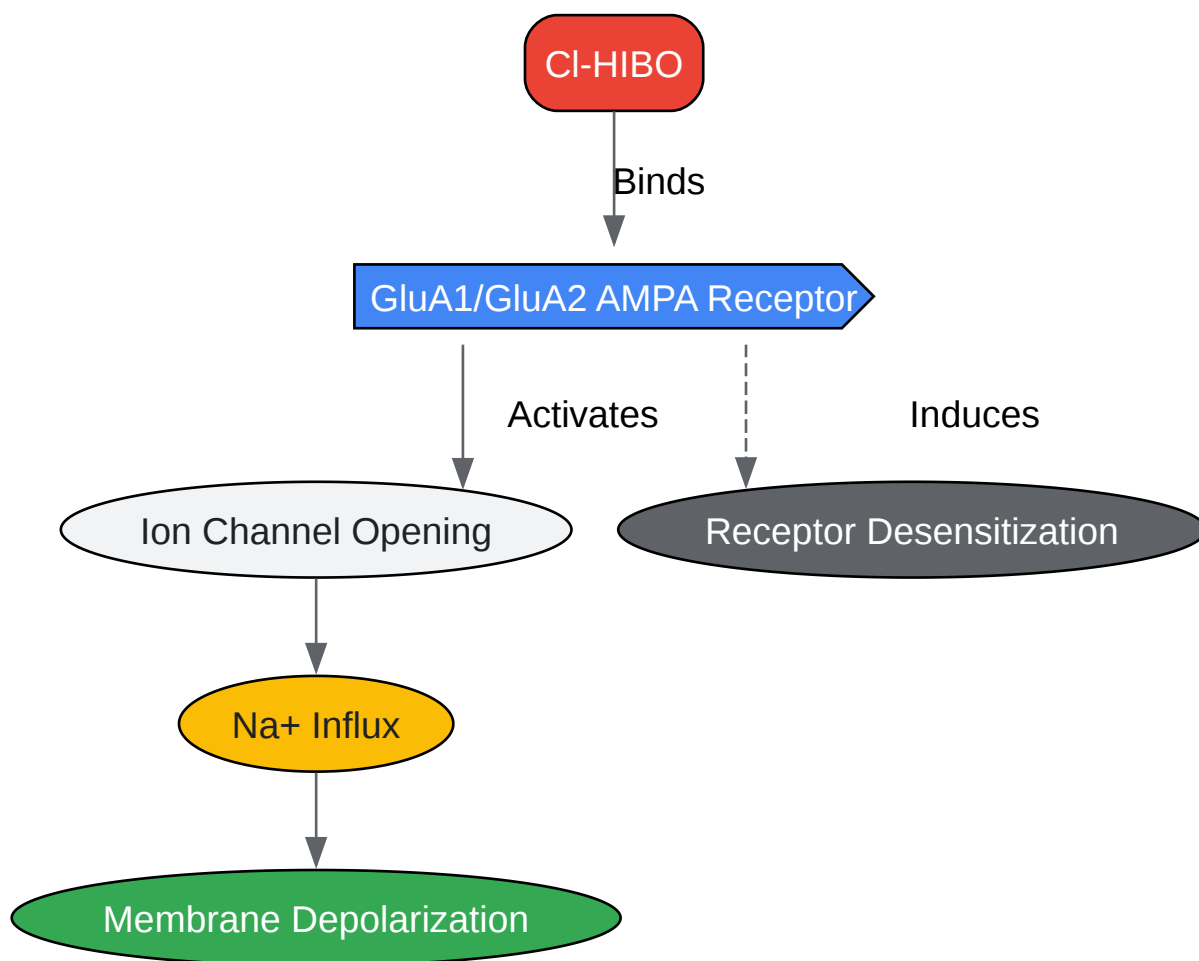 Cl-HIBO
Binds
GluA1/GluA2 AMPA Receptor
Activates
Induces
Ion Channel Opening
Receptor Desensitization
Na+ Influx
Membrane Depolarization